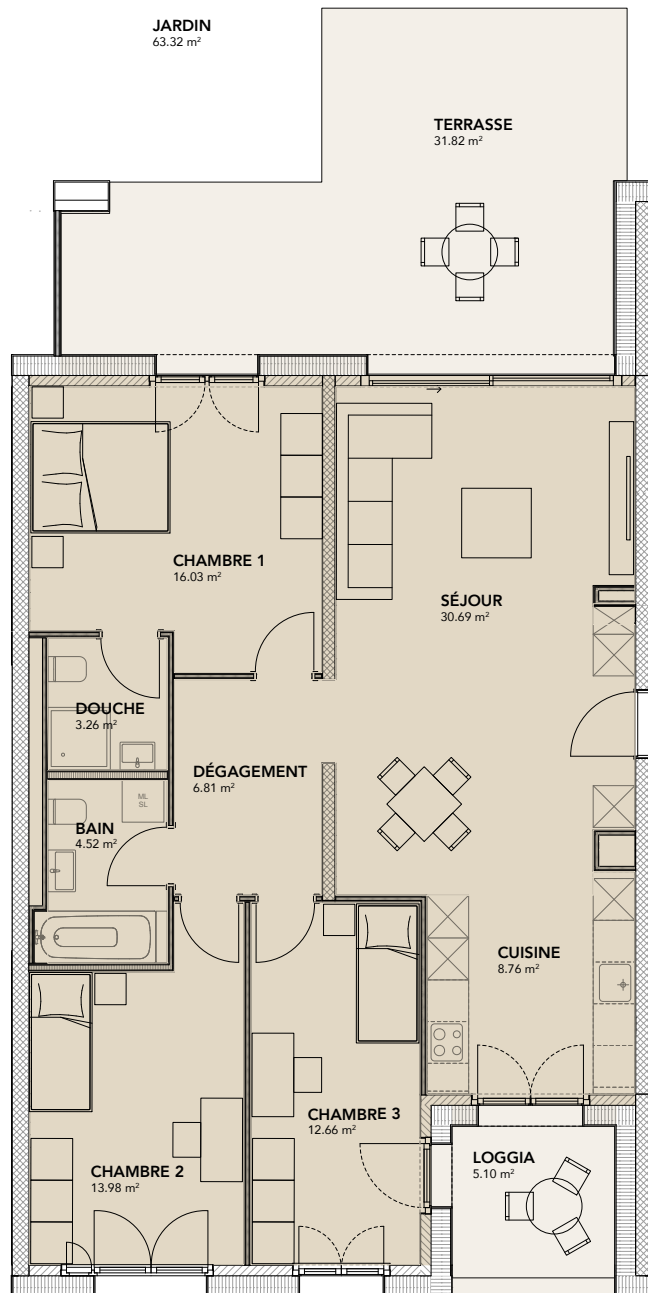 JARDIN
63.32 m²
TERRASSE
31.82 m²
CHAMBRE 1
16.03 m²
SÉJOUR
30.69 m²
DOUCHE
3.26 m²
DÉGAGEMENT
6.81 m²
ML
SL
BAIN
4.52 m²
CUISINE
8.76 m²
CHAMBRE 3
12.66 m²
LOGGIA
5.10 m²
CHAMBRE 2
13.98 m²